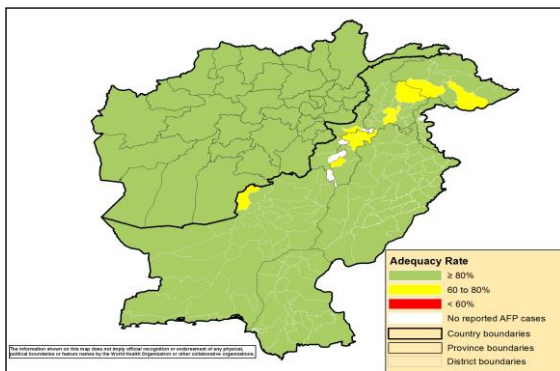 Adequacy Rate
≥ 80%
60 to 80%
< 60%
No reported AFP cases
Country boundaries
Province boundaries
District boundaries
The information shown on this map does not imply official recognition or endorsement of any physical,
political boundaries or feature names by the World Health Organization or other collaborative organizations.